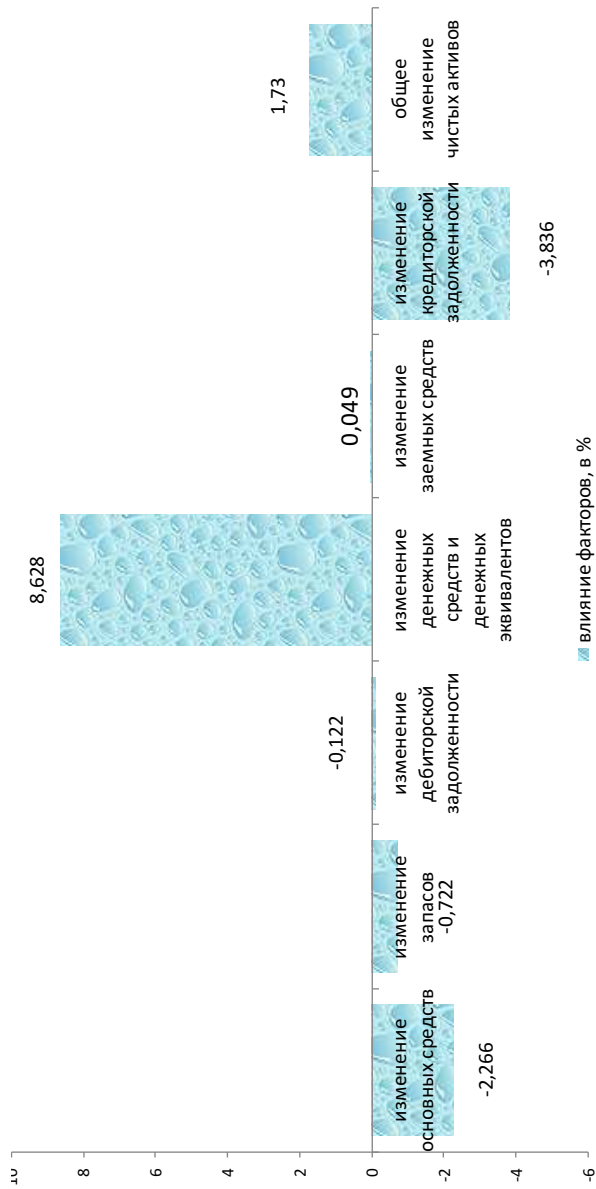 10
8
6
4
2
0
-2
-4
-6
-2,266
изменение
основных средств
изменение
запасов
-0,722
-0,122
изменение
дебиторской
задолженности
8,628
изменение
денежных
средств и
денежных
эквивалентов
0,049
изменение
заемных средств
изменение
кредиторской
задолженности
-3,836
1,73
общее
изменение
чистых активов
влияние факторов, в %